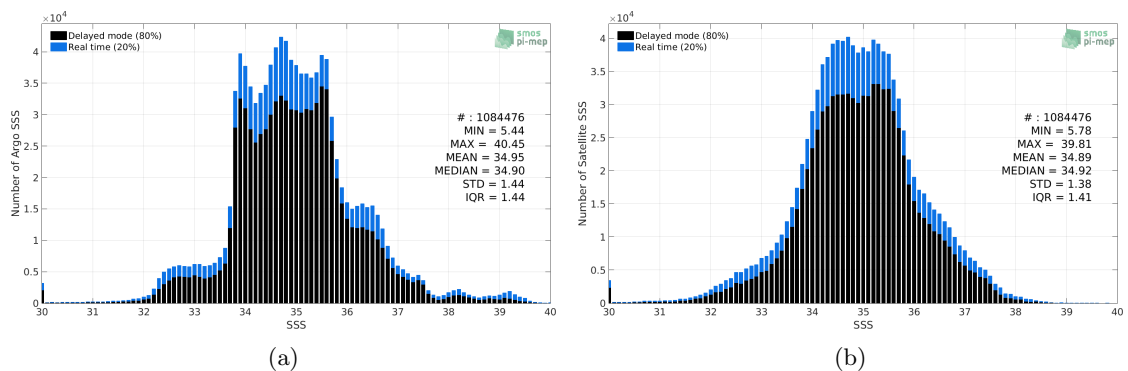 ×10⁴
Delayed mode (80%)
Real time (20%)
smos
pi-mep
# : 1084476
MIN = 5.44
MAX = 40.45
MEAN = 34.95
MEDIAN = 34.90
STD = 1.44
IQR = 1.44
Number of Argo SSS
4
3.5
3
2.5
2
1.5
1
0.5
0
30 31 32 33 34 35 36 37 38 39 40
SSS
(a)
×10⁴
Delayed mode (80%)
Real time (20%)
smos
pi-mep
# : 1084476
MIN = 5.78
MAX = 39.81
MEAN = 34.89
MEDIAN = 34.92
STD = 1.38
IQR = 1.41
Number of Satellite SSS
4
3.5
3
2.5
2
1.5
1
0.5
0
30 31 32 33 34 35 36 37 38 39 40
SSS
(b)